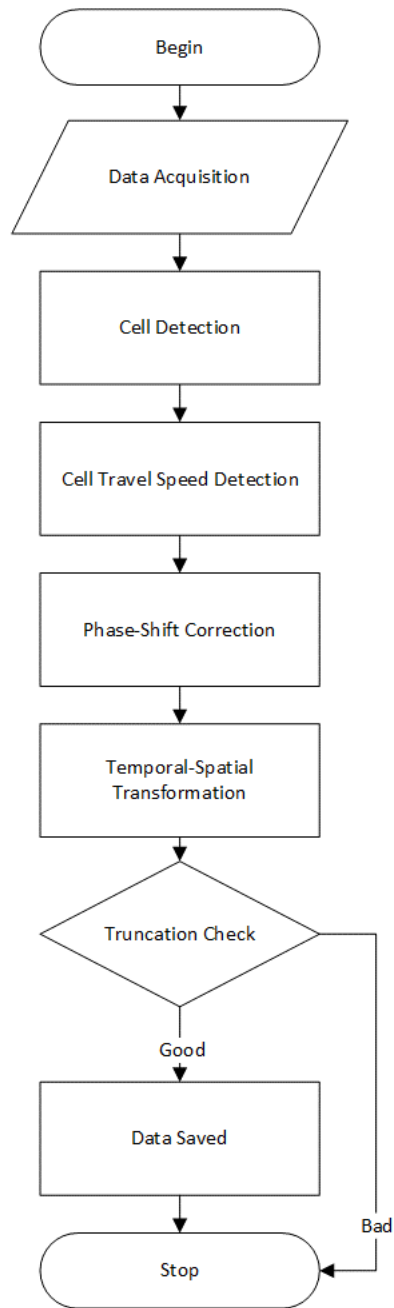 Begin
Data Acquisition
Cell Detection
Cell Travel Speed Detection
Phase-Shift Correction
Temporal-Spatial
Transformation
Truncation Check
Good
Data Saved
Bad
Stop